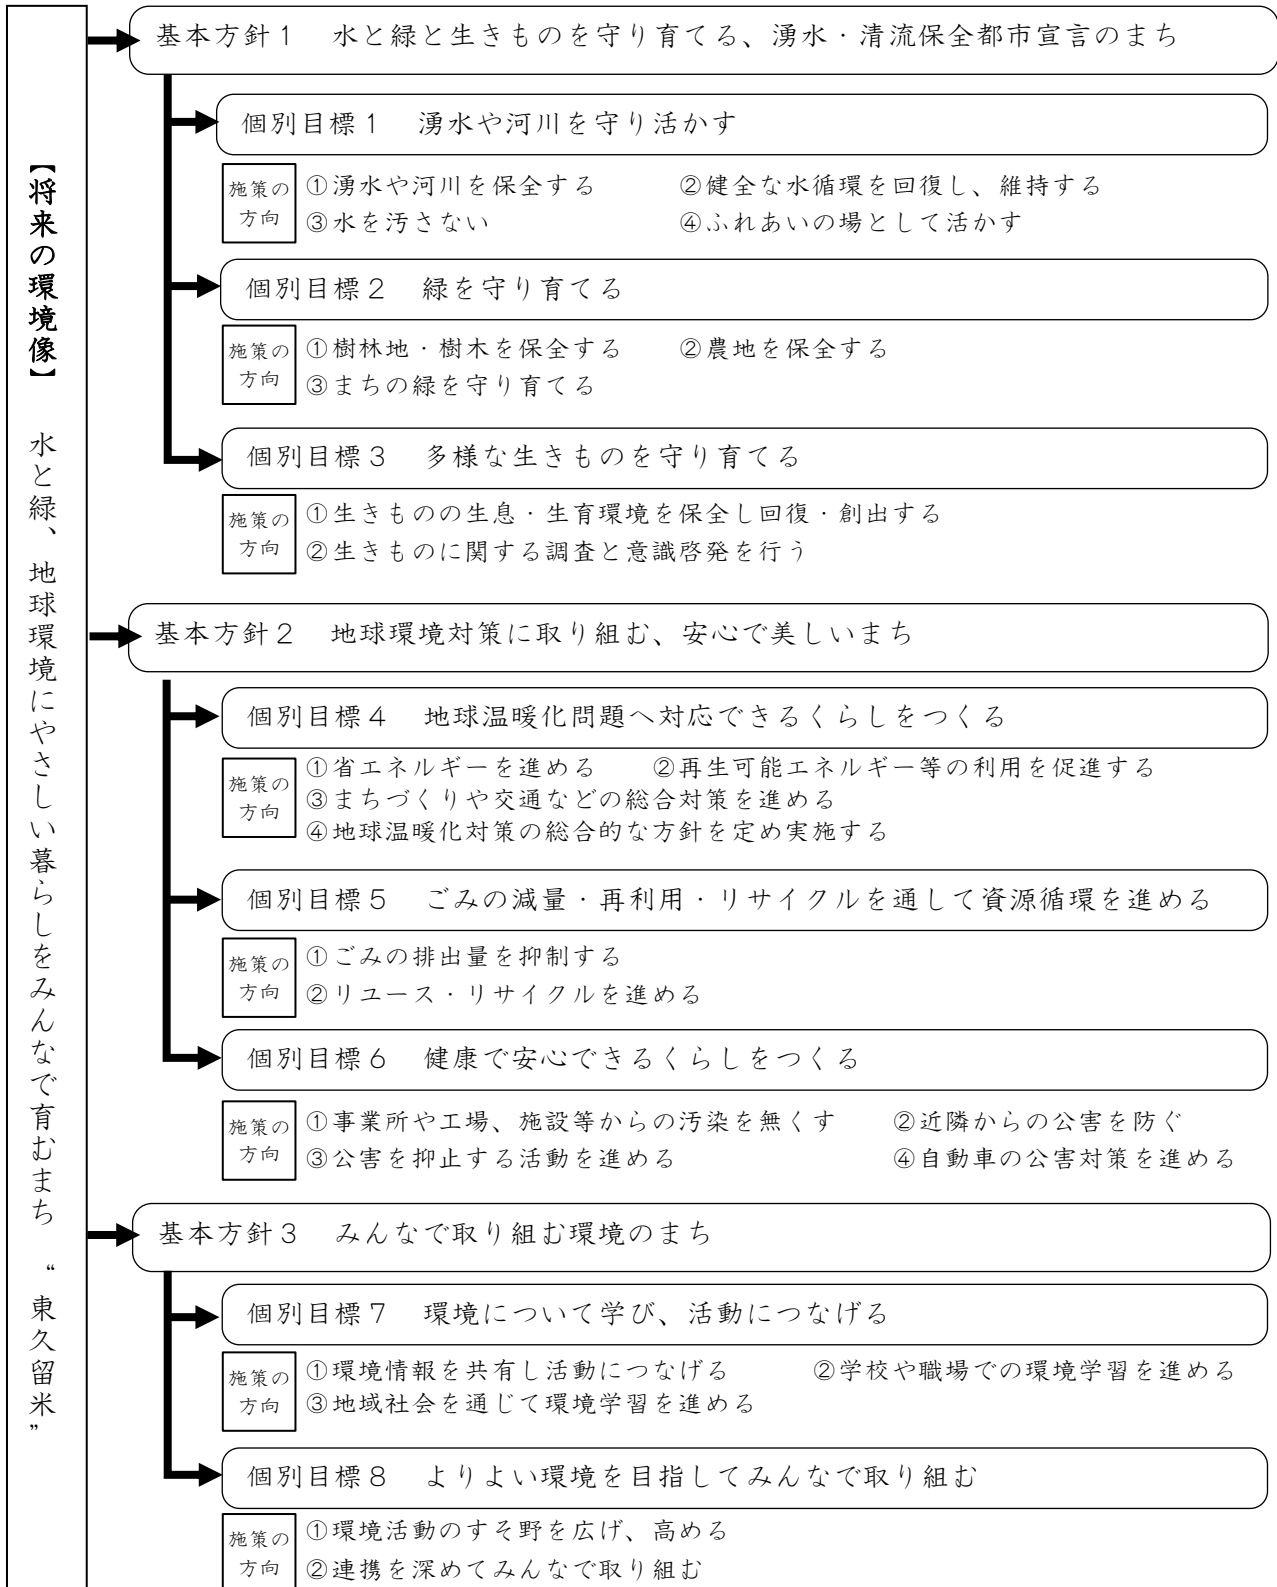 【将来の環境像】 水と緑、地球環境にやさしい暮らしをみんなで育むまち “東久留米”
基本方針１ 水と緑と生きものを守り育てる、湧水・清流保全都市宣言のまち
個別目標１ 湧水や河川を守り活かす
施策の
方向
①湧水や河川を保全する ②健全な水循環を回復し、維持する
③水を汚さない ④ふれあいの場として活かす
個別目標２ 緑を守り育てる
施策の
方向
①樹林地・樹木を保全する ②農地を保全する
③まちの緑を守り育てる
個別目標３ 多様な生きものを守り育てる
施策の
方向
①生きものの生息・生育環境を保全し回復・創出する
②生きものに関する調査と意識啓発を行う
基本方針２ 地球環境対策に取り組む、安心で美しいまち
個別目標４ 地球温暖化問題へ対応できるくらしをつくる
施策の
方向
①省エネルギーを進める ②再生可能エネルギー等の利用を促進する
③まちづくりや交通などの総合対策を進める
④地球温暖化対策の総合的な方針を定め実施する
個別目標５ ごみの減量・再利用・リサイクルを通して資源循環を進める
施策の
方向
①ごみの排出量を抑制する
②リユース・リサイクルを進める
個別目標６ 健康で安心できるくらしをつくる
施策の
方向
①事業所や工場、施設等からの汚染を無くす ②近隣からの公害を防ぐ
③公害を抑止する活動を進める ④自動車の公害対策を進める
基本方針３ みんなで取り組む環境のまち
個別目標７ 環境について学び、活動につなげる
施策の
方向
①環境情報を共有し活動につなげる ②学校や職場での環境学習を進める
③地域社会を通じて環境学習を進める
個別目標８ よりよい環境を目指してみんなで取り組む
施策の
方向
①環境活動のすそ野を広げ、高める
②連携を深めてみんなで取り組む